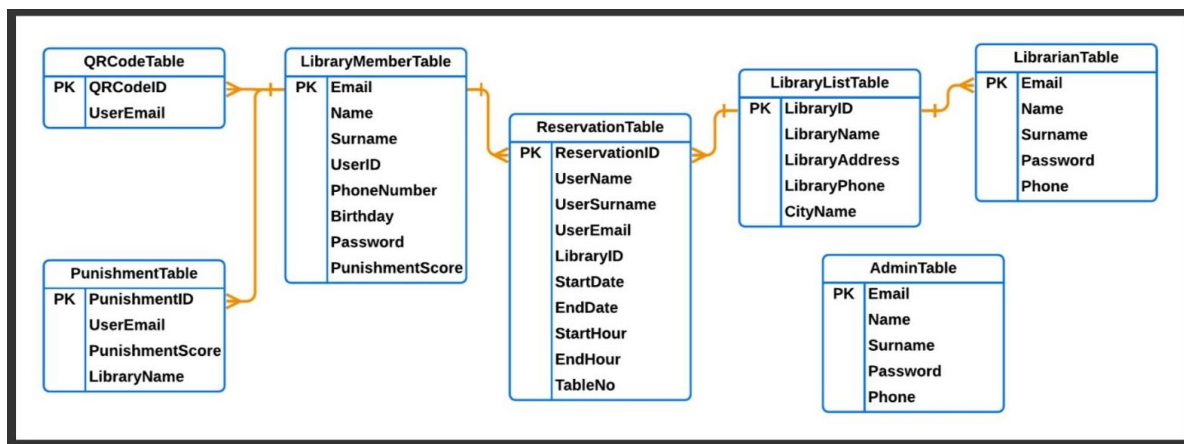 QRCodeTable
PK QRCodeID
UserEmail
LibraryMemberTable
PK Email
Name
Surname
UserID
PhoneNumber
Birthday
Password
PunishmentScore
PunishmentTable
PK PunishmentID
UserEmail
PunishmentScore
LibraryName
ReservationTable
PK ReservationID
UserName
UserSurname
UserEmail
LibraryID
StartDate
EndDate
StartHour
EndHour
TableNo
LibraryListTable
PK LibraryID
LibraryName
LibraryAddress
LibraryPhone
CityName
LibrarianTable
PK Email
Name
Surname
Password
Phone
AdminTable
PK Email
Name
Surname
Password
Phone